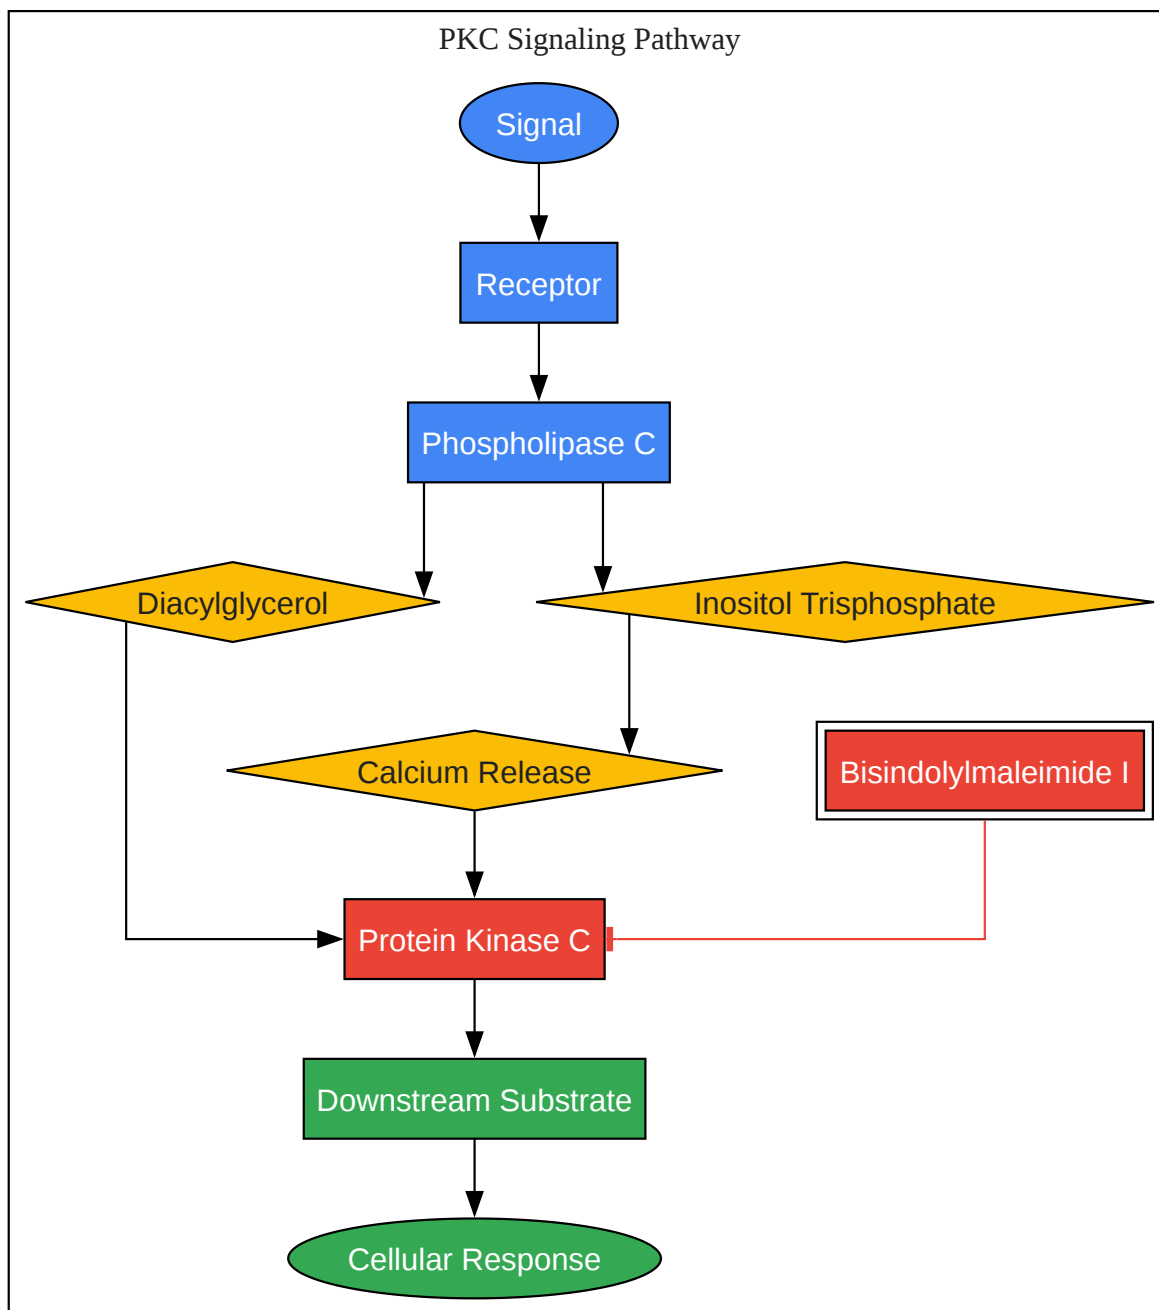 PKC Signaling Pathway
Signal
Receptor
Phospholipase C
Diacylglycerol
Inositol Trisphosphate
Calcium Release
Bisindolylmaleimide I
Protein Kinase C
Downstream Substrate
Cellular Response